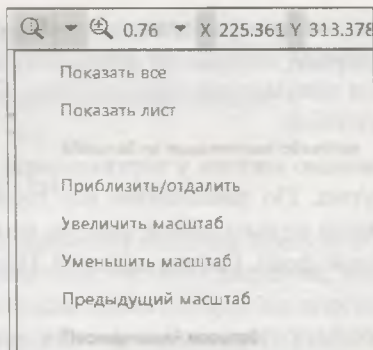 0.76 X 225.361 Y 313.378
Показать все
Показать лист
Приблизить/отдалить
Увеличить масштаб
Уменьшить масштаб
Предыдущий масштаб